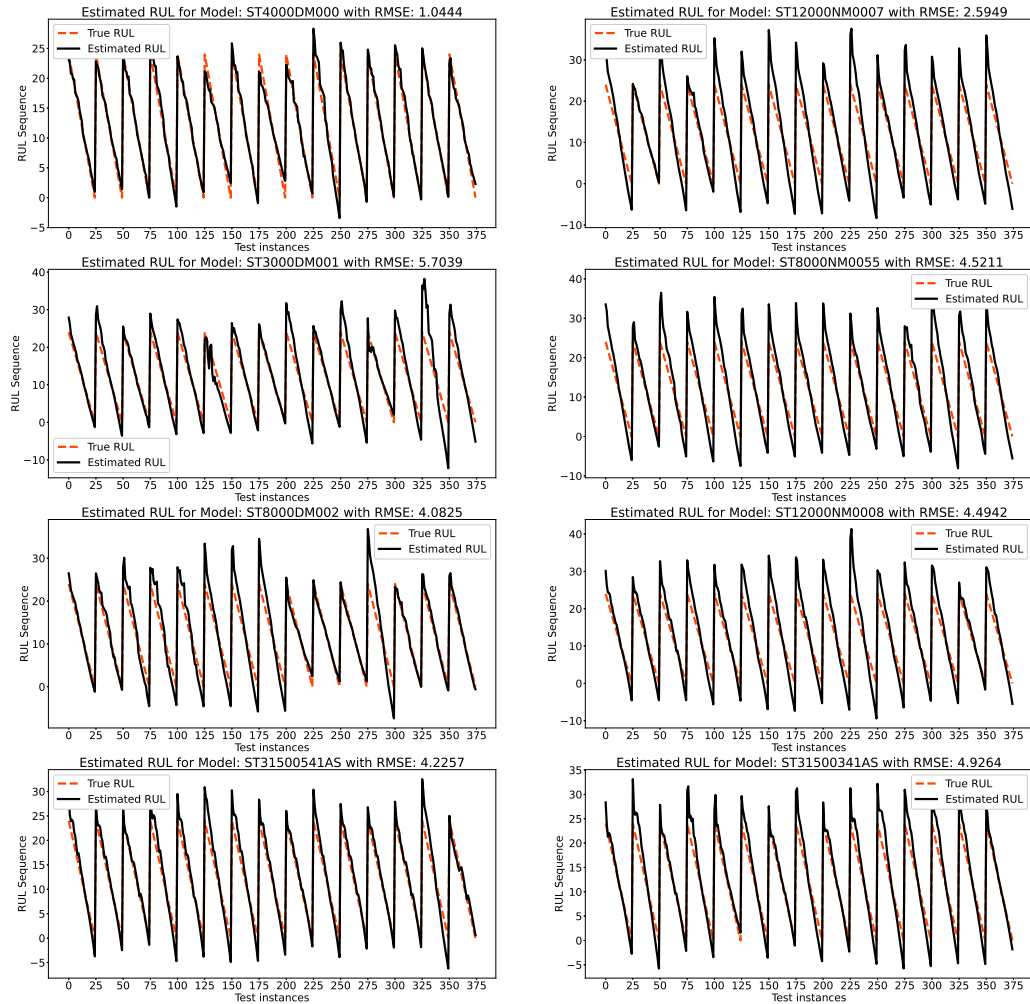 Estimated RUL for Model: ST4000DM000 with RMSE: 1.0444
True RUL
Estimated RUL
RUL Sequence
25
20
15
10
5
0
−5
0 25 50 75 100 125 150 175 200 225 250 275 300 325 350 375
Test instances
Estimated RUL for Model: ST12000NM0007 with RMSE: 2.5949
True RUL
Estimated RUL
RUL Sequence
30
20
10
0
−10
0 25 50 75 100 125 150 175 200 225 250 275 300 325 350 375
Test instances
Estimated RUL for Model: ST3000DM001 with RMSE: 5.7039
True RUL
Estimated RUL
RUL Sequence
40
30
20
10
0
−10
0 25 50 75 100 125 150 175 200 225 250 275 300 325 350 375
Test instances
Estimated RUL for Model: ST8000NM0055 with RMSE: 4.5211
True RUL
Estimated RUL
RUL Sequence
40
30
20
10
0
−10
0 25 50 75 100 125 150 175 200 225 250 275 300 325 350 375
Test instances
Estimated RUL for Model: ST8000DM002 with RMSE: 4.0825
True RUL
Estimated RUL
RUL Sequence
30
20
10
0
0 25 50 75 100 125 150 175 200 225 250 275 300 325 350 375
Test instances
Estimated RUL for Model: ST12000NM0008 with RMSE: 4.4942
True RUL
Estimated RUL
RUL Sequence
40
30
20
10
0
−10
0 25 50 75 100 125 150 175 200 225 250 275 300 325 350 375
Test instances
Estimated RUL for Model: ST31500541AS with RMSE: 4.2257
True RUL
Estimated RUL
RUL Sequence
30
25
20
15
10
5
0
−5
0 25 50 75 100 125 150 175 200 225 250 275 300 325 350 375
Test instances
Estimated RUL for Model: ST31500341AS with RMSE: 4.9264
True RUL
Estimated RUL
RUL Sequence
35
30
25
20
15
10
5
0
−5
0 25 50 75 100 125 150 175 200 225 250 275 300 325 350 375
Test instances